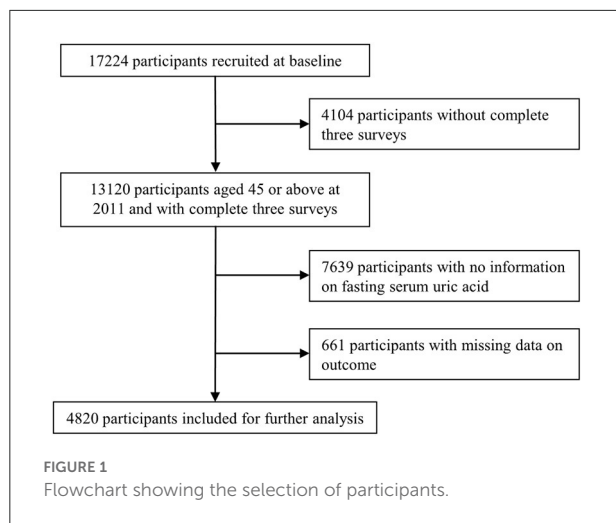 17224 participants recruited at baseline
4104 participants without complete
three surveys
13120 participants aged 45 or above at
2011 and with complete three surveys
7639 participants with no information
on fasting serum uric acid
661 participants with missing data on
outcome
4820 participants included for further analysis
FIGURE 1
Flowchart showing the selection of participants.